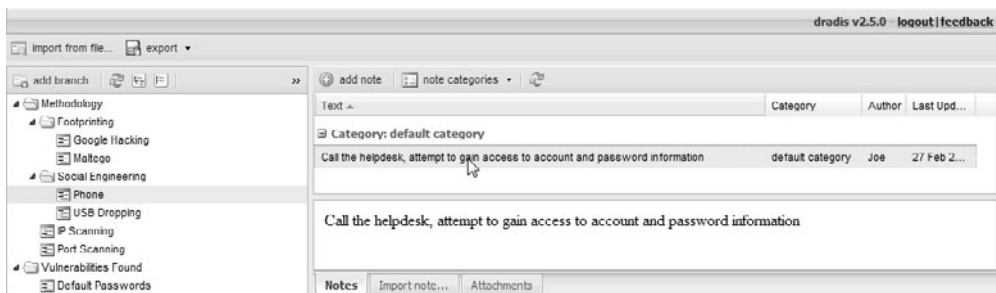 dradis v2.5.0 logout|feedback
import from file... export
add branch »
Methodology
Footprinting
Google Hacking
Maltego
Social Engineering
Phone
USB Dropping
IP Scanning
Port Scanning
Vulnerabilities Found
Default Passwords
add note note categories
Text Category Author Last Upd...
Category: default category
Call the helpdesk, attempt to gain access to account and password information default category Joe 27 Feb 2...
Call the helpdesk, attempt to gain access to account and password information
Notes Import note... Attachments